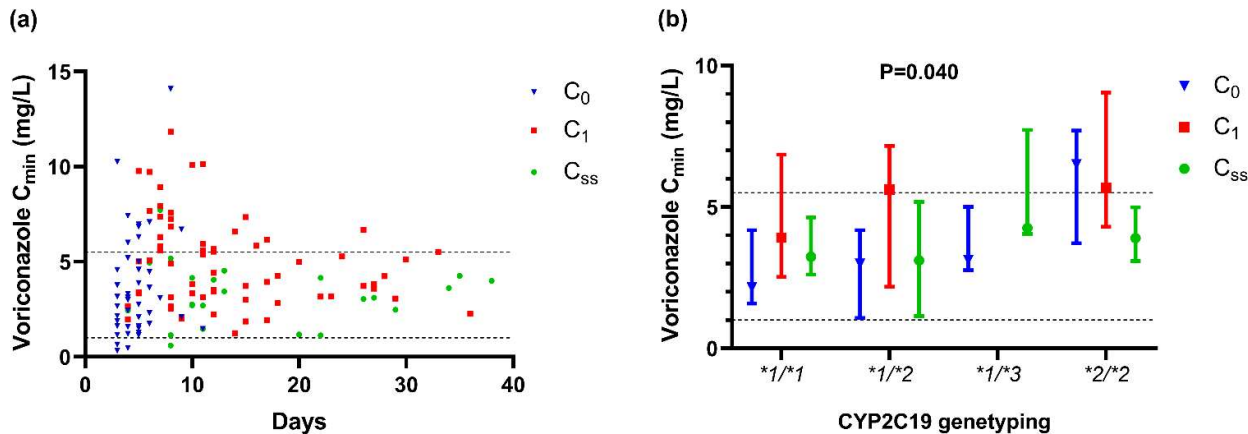 (a)
Voriconazole Cmin (mg/L)
15
10
5
0
0 10 20 30 40
Days
C0
C1
Css
(b)
Voriconazole Cmin (mg/L)
10
5
0
P=0.040
*1/*1 *1/*2 *1/*3 *2/*2
CYP2C19 genetyping
C0
C1
Css